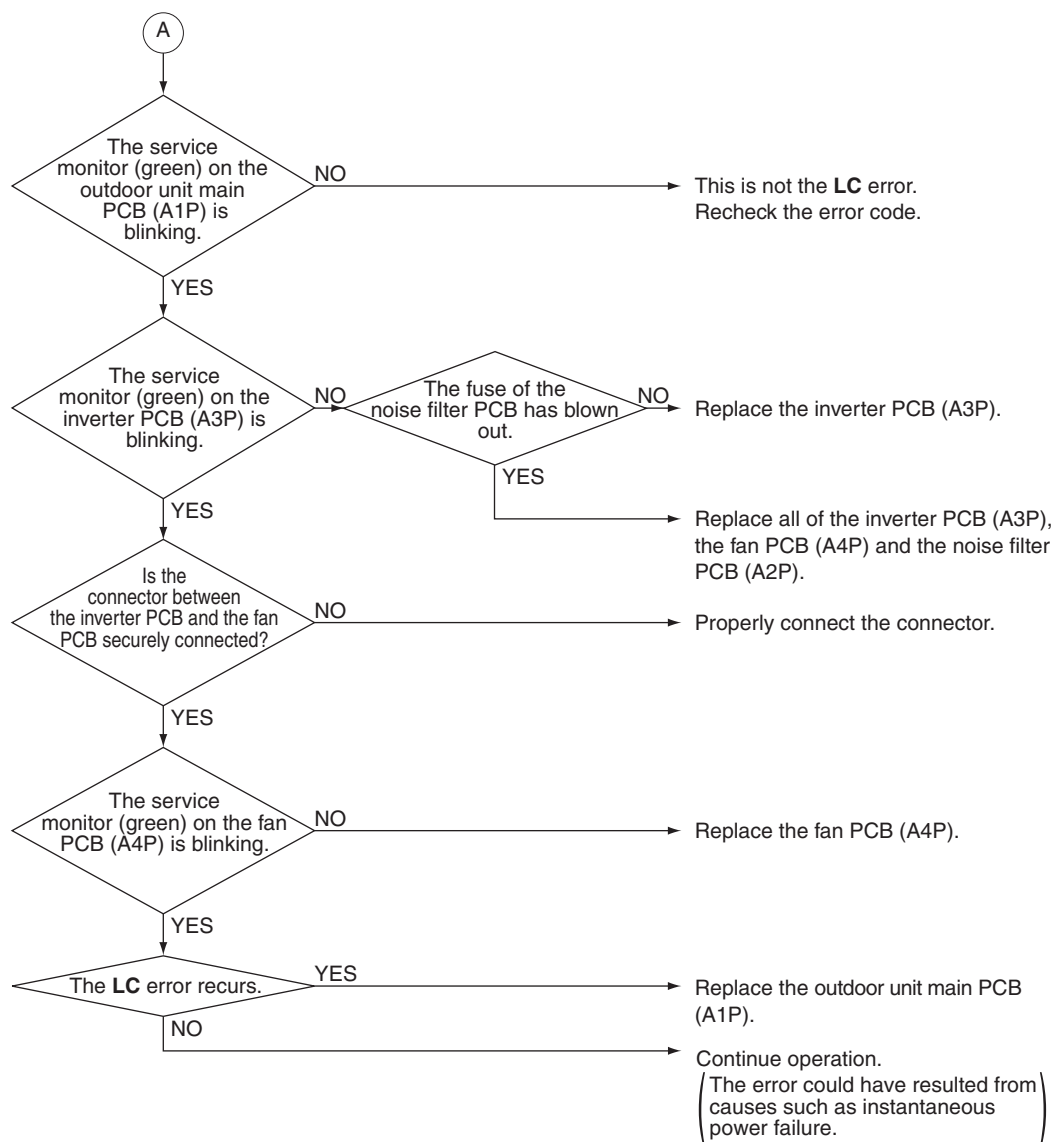 A
The service
monitor (green) on the
outdoor unit main
PCB (A1P) is
blinking.
NO
This is not the LC error.
Recheck the error code.
YES
The service
monitor (green) on the
inverter PCB (A3P) is
blinking.
NO
The fuse of the
noise filter PCB has blown
out.
NO
Replace the inverter PCB (A3P).
YES
Replace all of the inverter PCB (A3P),
the fan PCB (A4P) and the noise filter
PCB (A2P).
YES
Is the
connector between
the inverter PCB and the fan
PCB securely connected?
NO
Properly connect the connector.
YES
The service
monitor (green) on the fan
PCB (A4P) is blinking.
NO
Replace the fan PCB (A4P).
YES
The LC error recurs.
YES
Replace the outdoor unit main PCB
(A1P).
NO
Continue operation.
(The error could have resulted from
causes such as instantaneous
power failure.)